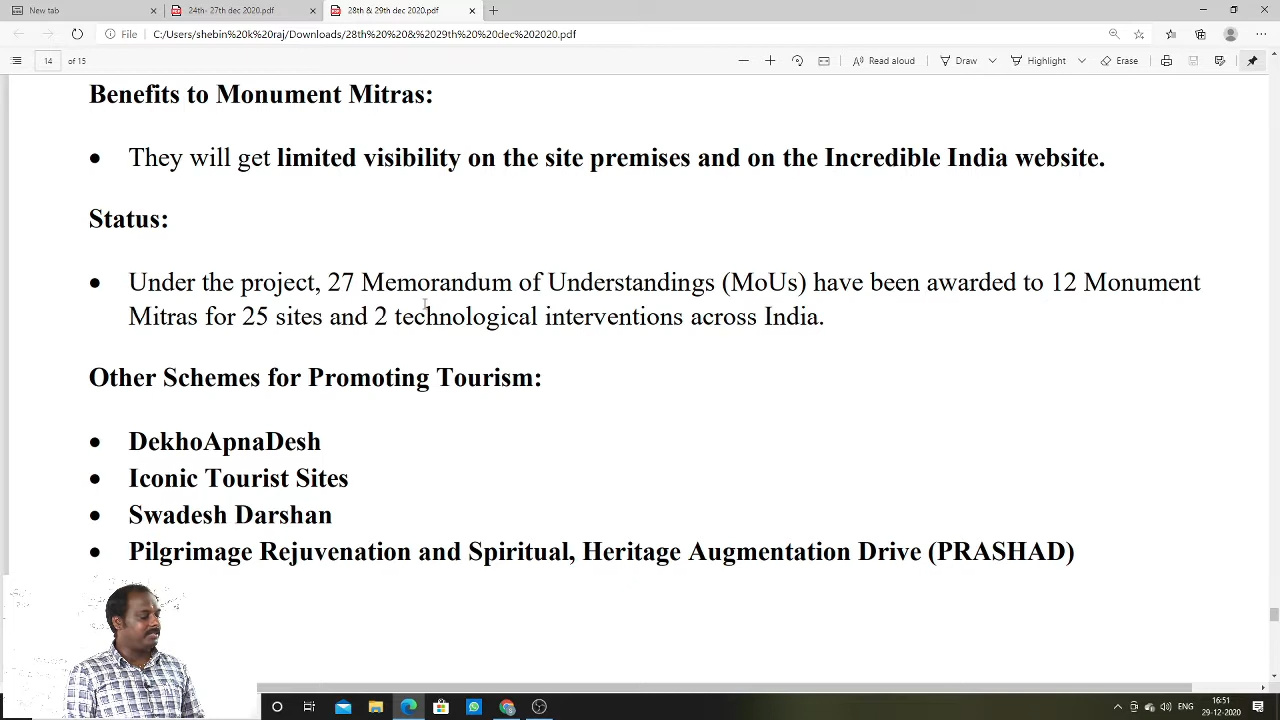 New tab
24th- 27th dec 2020.pdf
28th & 29th dec 2020.pdf
File
C:/Users/shebin%20k%20raj/Downloads/28th%20%20&%2029th%20%20dec%202020.pdf
14 of 15
Read aloud
Draw
Highlight
Erase
Benefits to Monument Mitras:
• They will get limited visibility on the site premises and on the Incredible India website.
Status:
• Under the project, 27 Memorandum of Understandings (MoUs) have been awarded to 12 Monument
Mitras for 25 sites and 2 technological interventions across India.
Other Schemes for Promoting Tourism:
• DekhoApnaDesh
• Iconic Tourist Sites
• Swadesh Darshan
• Pilgrimage Rejuvenation and Spiritual, Heritage Augmentation Drive (PRASHAD)
ENG
16:51
29-12-2020